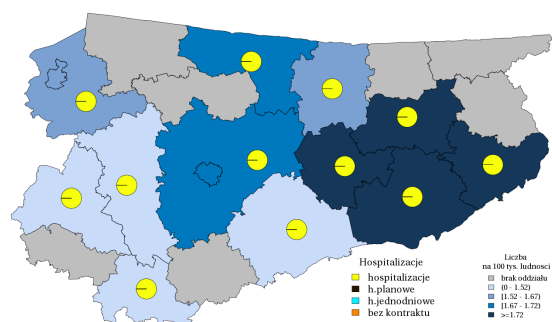 Hospitalizacje
hospitalizacje
h.planowe
h.jednodniowe
bez kontraktu
Liczba
na 100 tys. ludnosci
brak oddziału
(0 - 1.52)
[1.52 - 1.67)
[1.67 - 1.72)
>=1.72